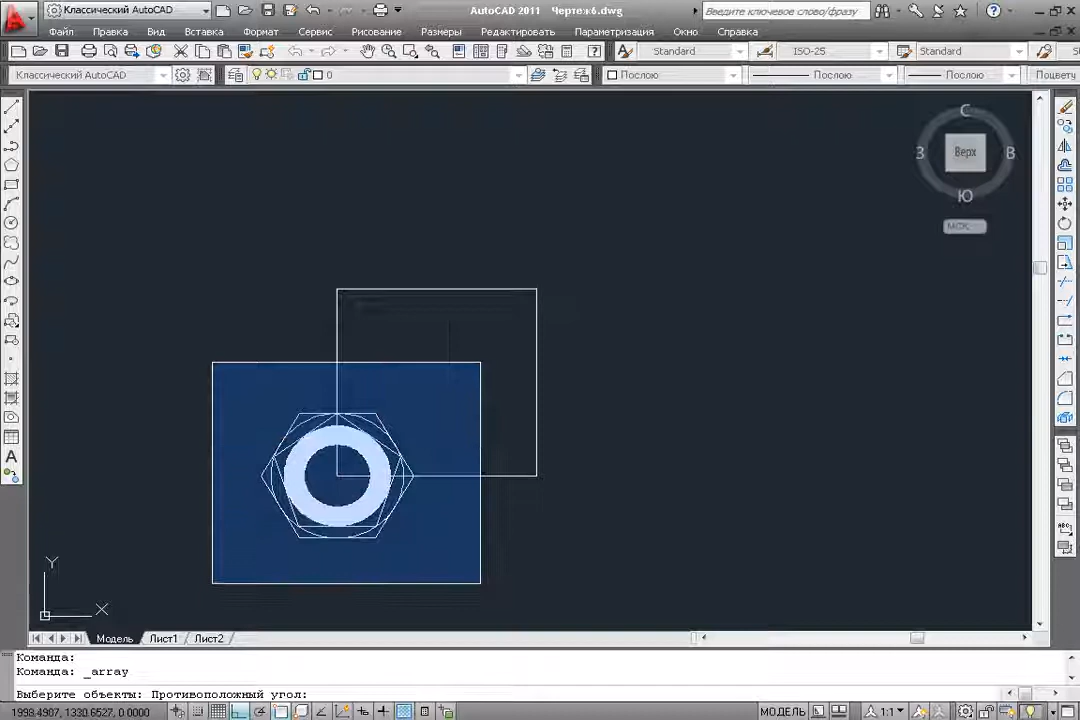 Классический AutoCAD
AutoCAD 2011 Чертеж6.dwg
Введите ключевое слово/фразу
Файл Правка Вид Вставка Формат Сервис Рисование Размеры Редактировать Параметризация Окно Справка
Standard ISO-25 Standard
Классический AutoCAD 0 Послою Послою Послою Поцвету
С
З Верх В
Ю
МСК
Y
X
Модель Лист1 Лист2
Команда:
Команда: _array
Выберите объекты: Противоположный угол:
1993.4907, 1330.6527, 0.0000 МОДЕЛЬ 1:1